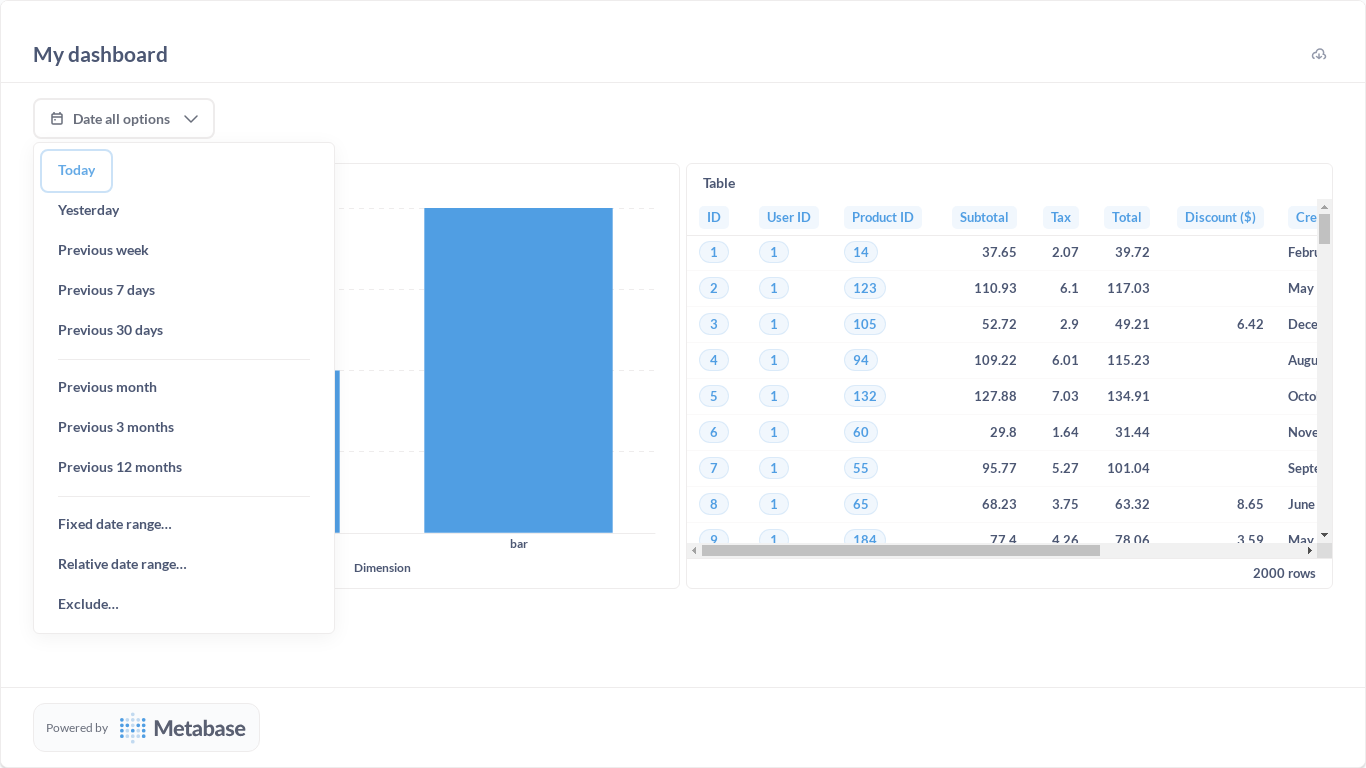 My dashboard
Date all options
Today
Yesterday
Previous week
Previous 7 days
Previous 30 days
Previous month
Previous 3 months
Previous 12 months
Fixed date range...
Relative date range...
Exclude...
bar
Dimension
Table
ID User ID Product ID Subtotal Tax Total Discount ($) Cre
1 1 14 37.65 2.07 39.72 Febru
2 1 123 110.93 6.1 117.03 May
3 1 105 52.72 2.9 49.21 6.42 Dece
4 1 94 109.22 6.01 115.23 Augu
5 1 132 127.88 7.03 134.91 Octo
6 1 60 29.8 1.64 31.44 Nove
7 1 55 95.77 5.27 101.04 Septe
8 1 65 68.23 3.75 63.32 8.65 June
9 1 184 77.4 4.26 78.06 3.59 May
2000 rows
Powered by Metabase